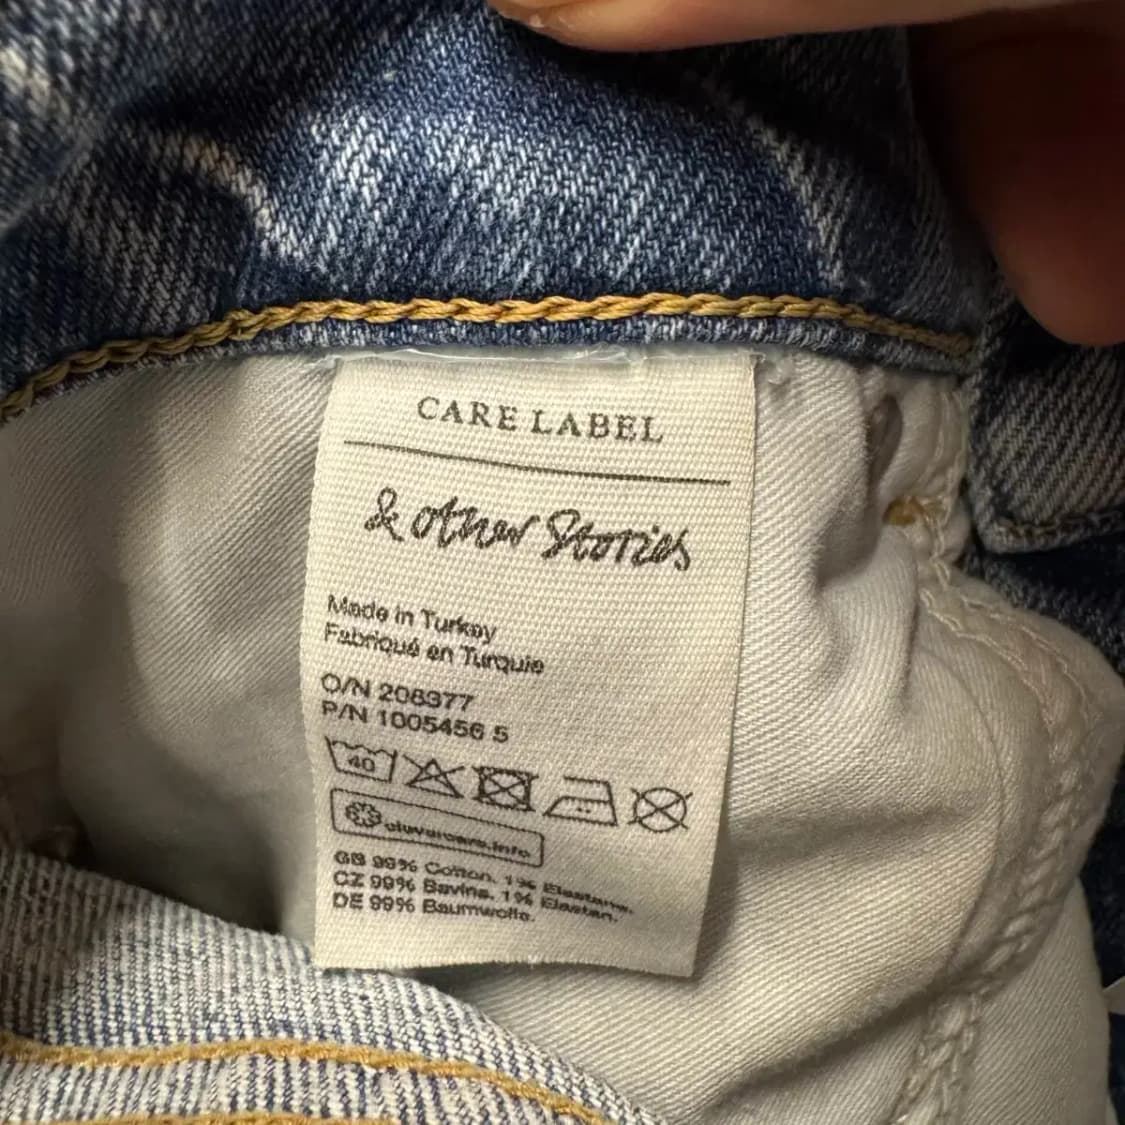 CARE LABEL
& other Stories
Made in Turkey
Fabriqué en Turquie
O/N 208377
P/N 1005456 5
40
clevercare.info
GB 99% Cotton. 1% Elastane.
CZ 99% Bavlna. 1% Elastan.
DE 99% Baumwolle.